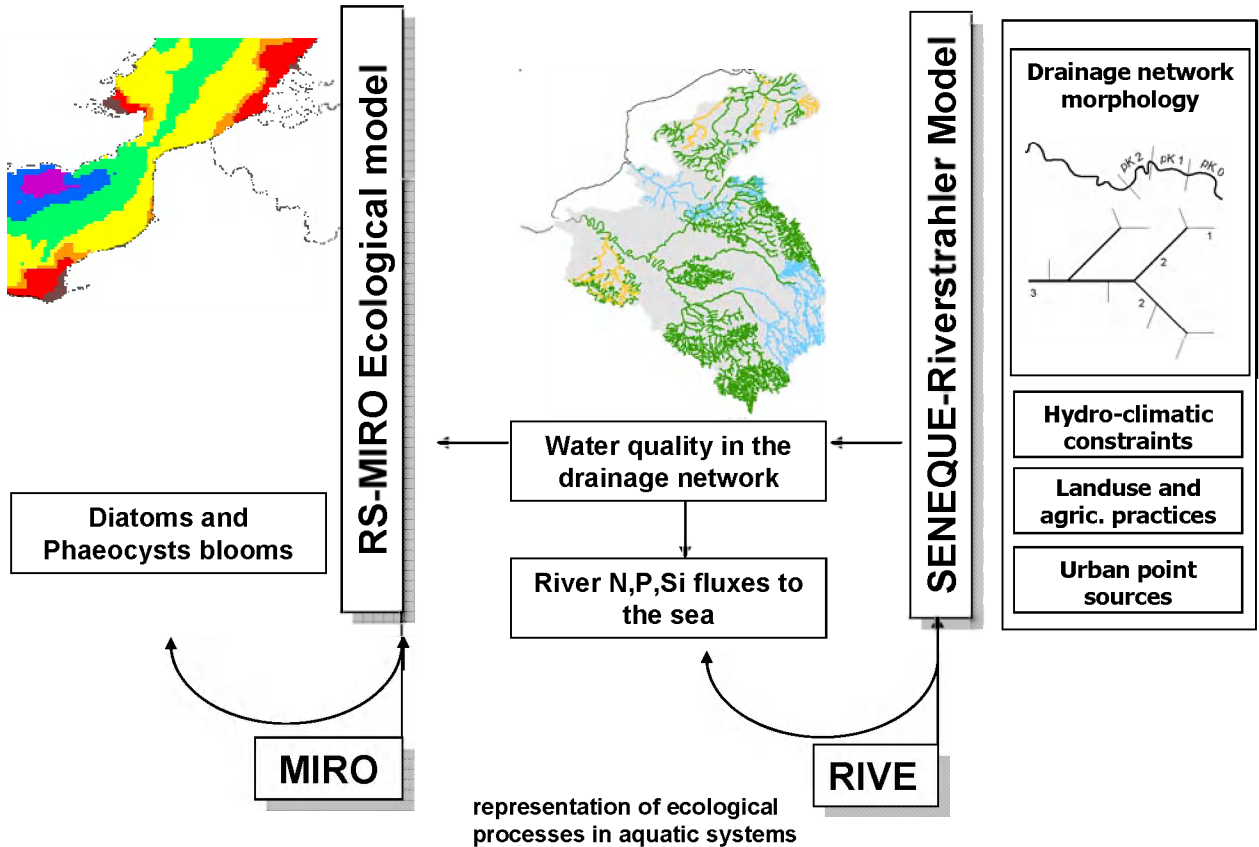 RS-MIRO Ecological model
Diatoms and
Phaeocysts blooms
MIRO
Water quality in the
drainage network
River N,P,Si fluxes to
the sea
RIVE
representation of ecological
processes in aquatic systems
SENEQUE-Riverstrahler Model
Drainage network
morphology
pK 2 pK 1 pK 0
1
2
3
2
Hydro-climatic
constraints
Landuse and
agric. practices
Urban point
sources